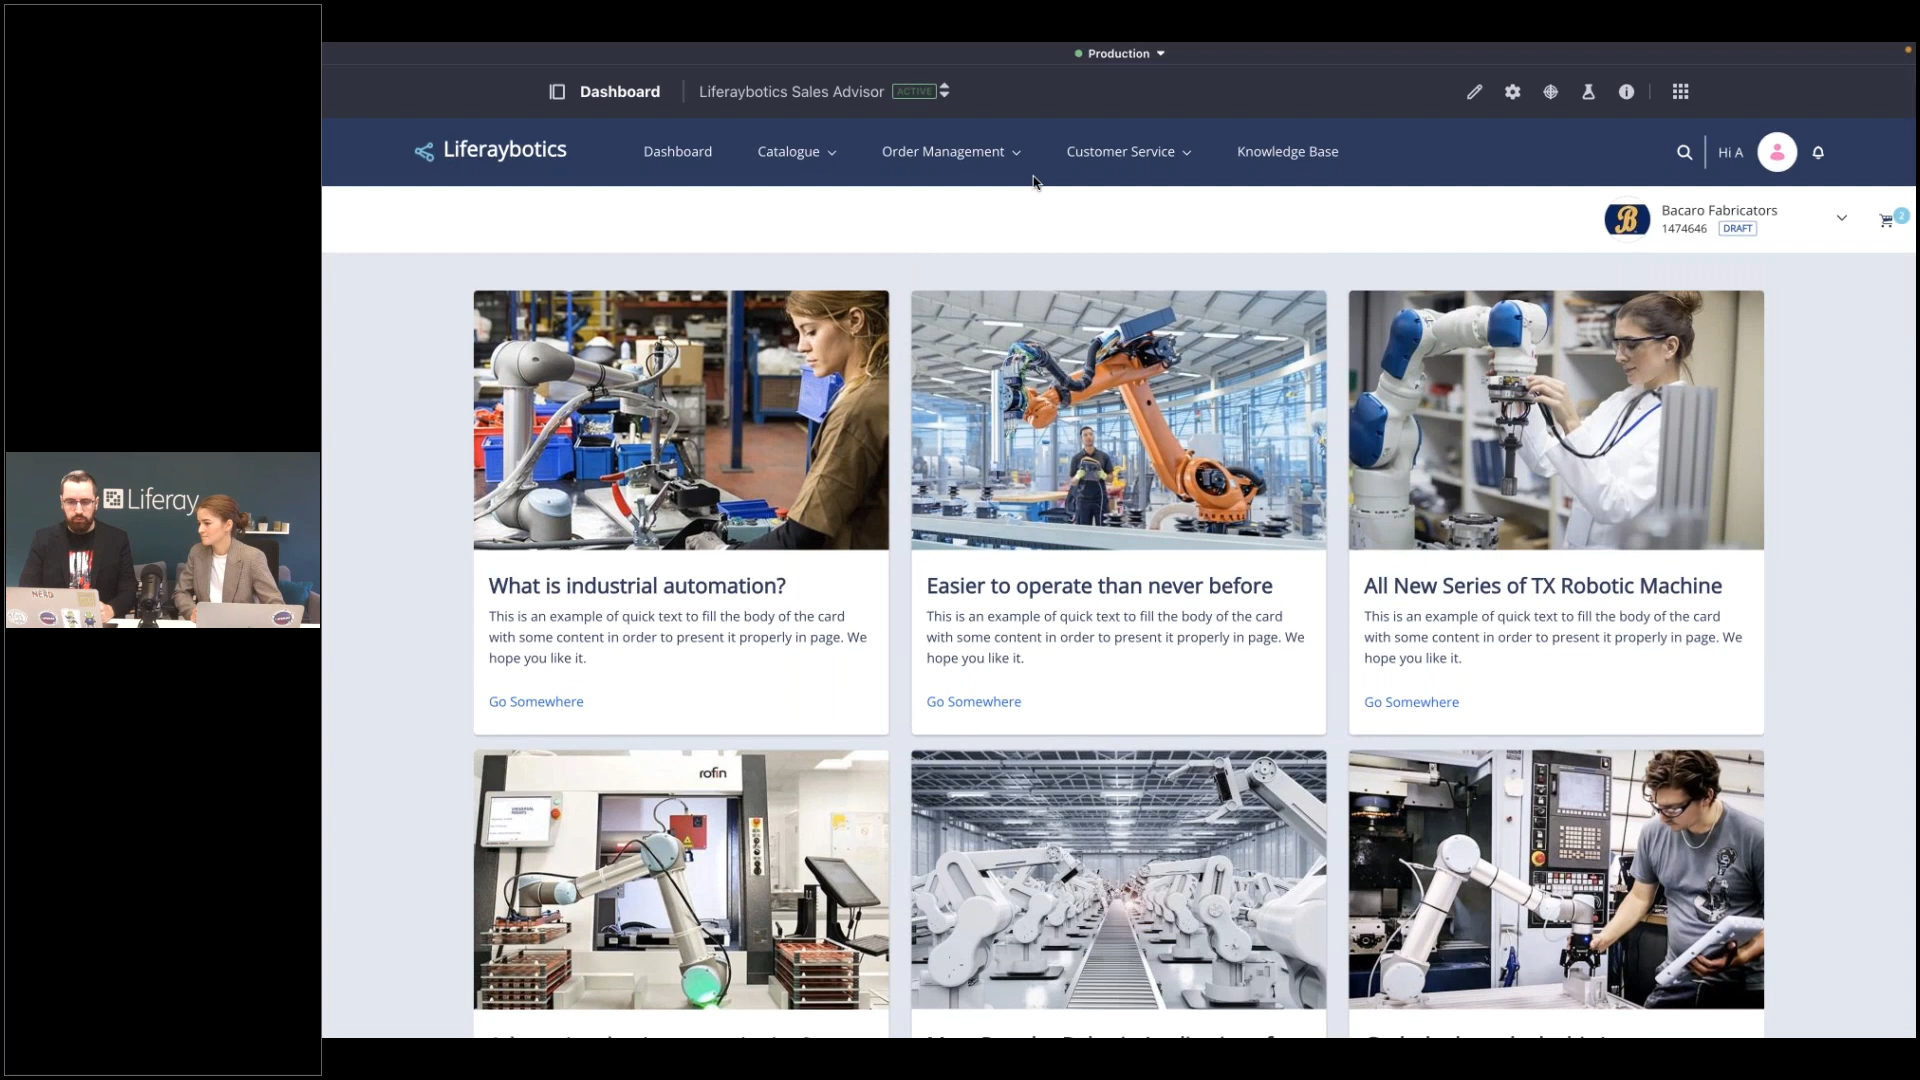 Production
Dashboard
Liferaybotics Sales Advisor ACTIVE
Liferaybotics
Dashboard
Catalogue
Order Management
Customer Service
Knowledge Base
Hi A
B
Bacaro Fabricators
1474646 DRAFT
2
Liferay
NERD
What is industrial automation?
This is an example of quick text to fill the body of the card
with some content in order to present it properly in page. We
hope you like it.
Go Somewhere
Easier to operate than never before
This is an example of quick text to fill the body of the card
with some content in order to present it properly in page. We
hope you like it.
Go Somewhere
All New Series of TX Robotic Machine
This is an example of quick text to fill the body of the card
with some content in order to present it properly in page. We
hope you like it.
Go Somewhere
rofin